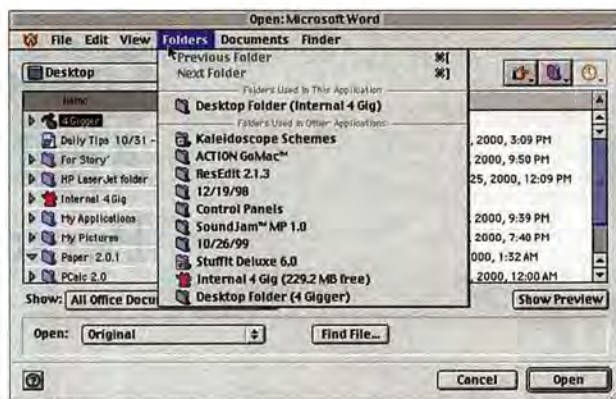 Open:Microsoft Word
File Edit View Folders Documents Finder
Previous Folder ⌘[
Next Folder ⌘]
Desktop
Folders Used In This Application
Name
Desktop Folder (Internal 4 Gig)
4 Gigger
Folders Used In Other Applications
Daily Tips 10/31 -
Kaleidoscope Schemes
, 2000, 3:09 PM
For Story'
ACTION GoMac™
, 2000, 9:50 PM
HP LaserJet folder
ResEdit 2.1.3
25, 2000, 12:09 PM
Internal 4 Gig
12/19/98
Control Panels
My Applications
SoundJam™ MP 1.0
, 2000, 9:39 PM
My Pictures
10/26/99
2000, 7:40 PM
Paper 2.0.1
StuffIt Deluxe 6.0
000, 1:32 AM
PCalc 2.0
Internal 4 Gig (229.2 MB free)
, 2000, 12:00 AM
Desktop Folder (4 Gigger)
Show: All Office Docu
Show Preview
Open: Original
Find File...
?
Cancel
Open